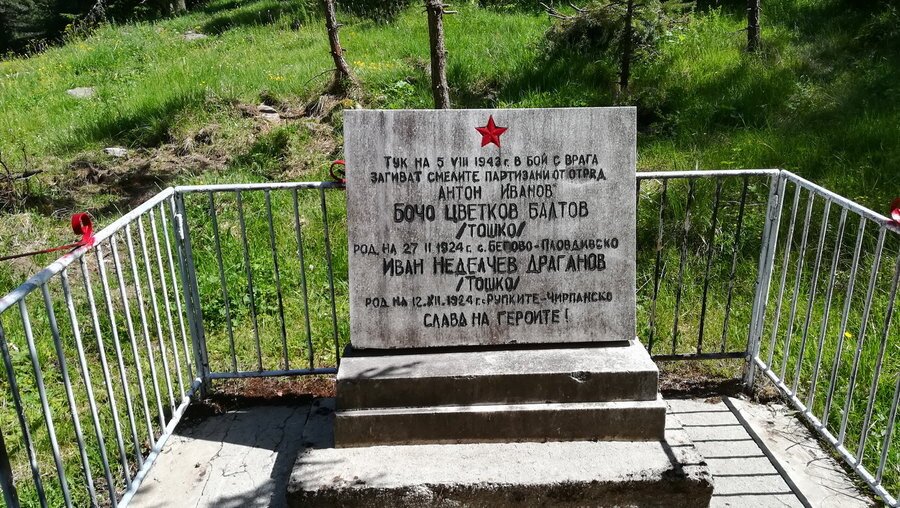 ТУК НА 5 VIII 1943 г. В БОЙ С ВРАГА
ЗАГИВАТ СМЕЛИТЕ ПАРТИЗАНИ ОТ ОТРЯД
АНТОН ИВАНОВ"
БОЧО ЦВЕТКОВ БАЛТОВ
/ТОШКО/
РОД. НА 27 II 1924 г. с. БЕГОВО-ПЛОВДИВСКО
ИВАН НЕДЕЛЧЕВ ДРАГАНОВ
/ТОШКО/
РОД НА 12.XII.1924 г. с РУПКИТЕ-ЧИРПАНСКО
СЛАВА НА ГЕРОИТЕ!